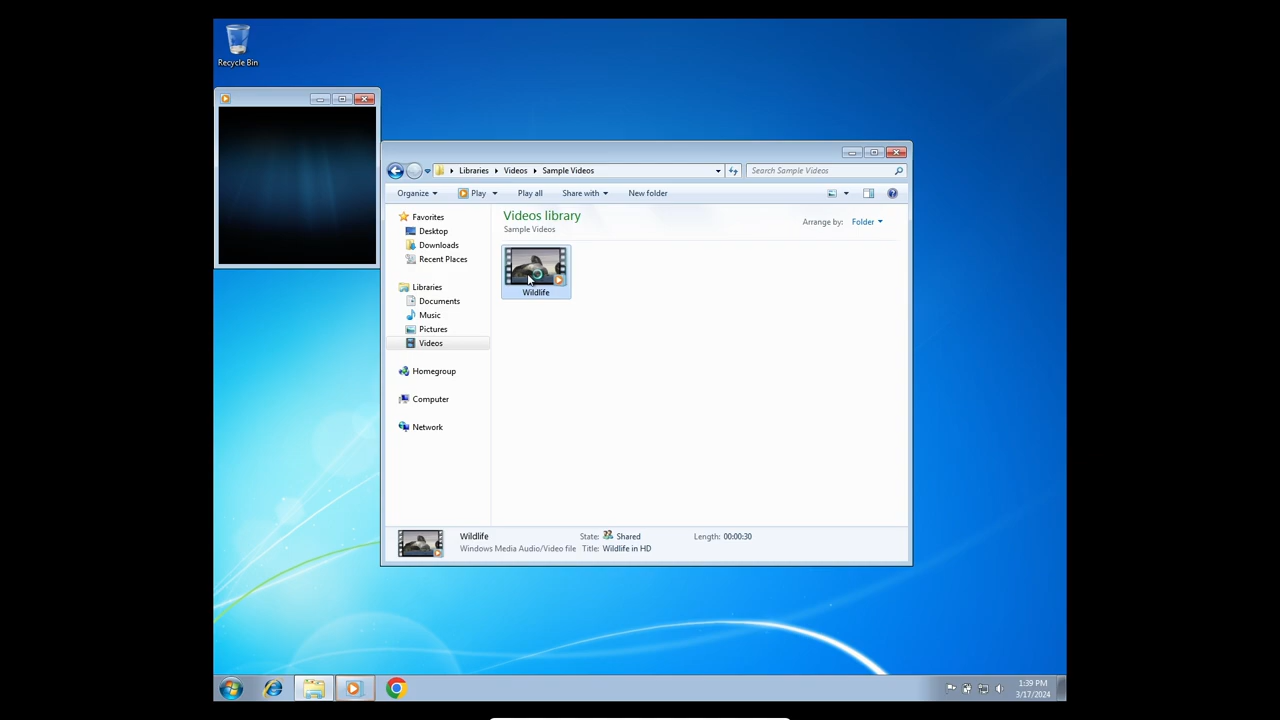 Recycle Bin
Libraries Videos Sample Videos
Search Sample Videos
Organize Play Play all Share with New folder
Favorites
Desktop
Downloads
Recent Places
Libraries
Documents
Music
Pictures
Videos
Homegroup
Computer
Network
Videos library
Sample Videos
Arrange by: Folder
Wildlife
Wildlife State: Shared Length: 00:00:30
Windows Media Audio/Video file Title: Wildlife in HD
1:39 PM
3/17/2024